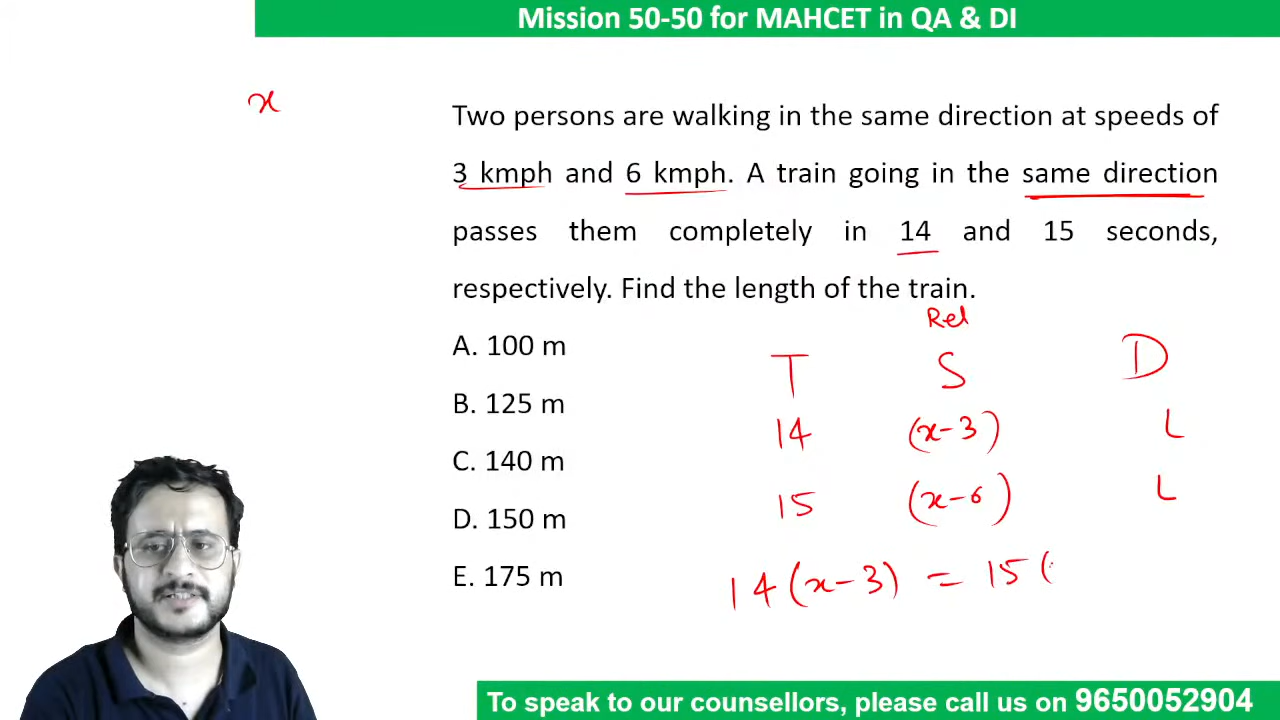 Mission 50-50 for MAHCET in QA & DI
x
Two persons are walking in the same direction at speeds of
3 kmph and 6 kmph. A train going in the same direction
passes them completely in 14 and 15 seconds,
respectively. Find the length of the train.
A. 100 m
B. 125 m
C. 140 m
D. 150 m
E. 175 m
Rel
T S D
14 (x-3) L
15 (x-6) L
14(x-3) = 15(
To speak to our counsellors, please call us on 9650052904